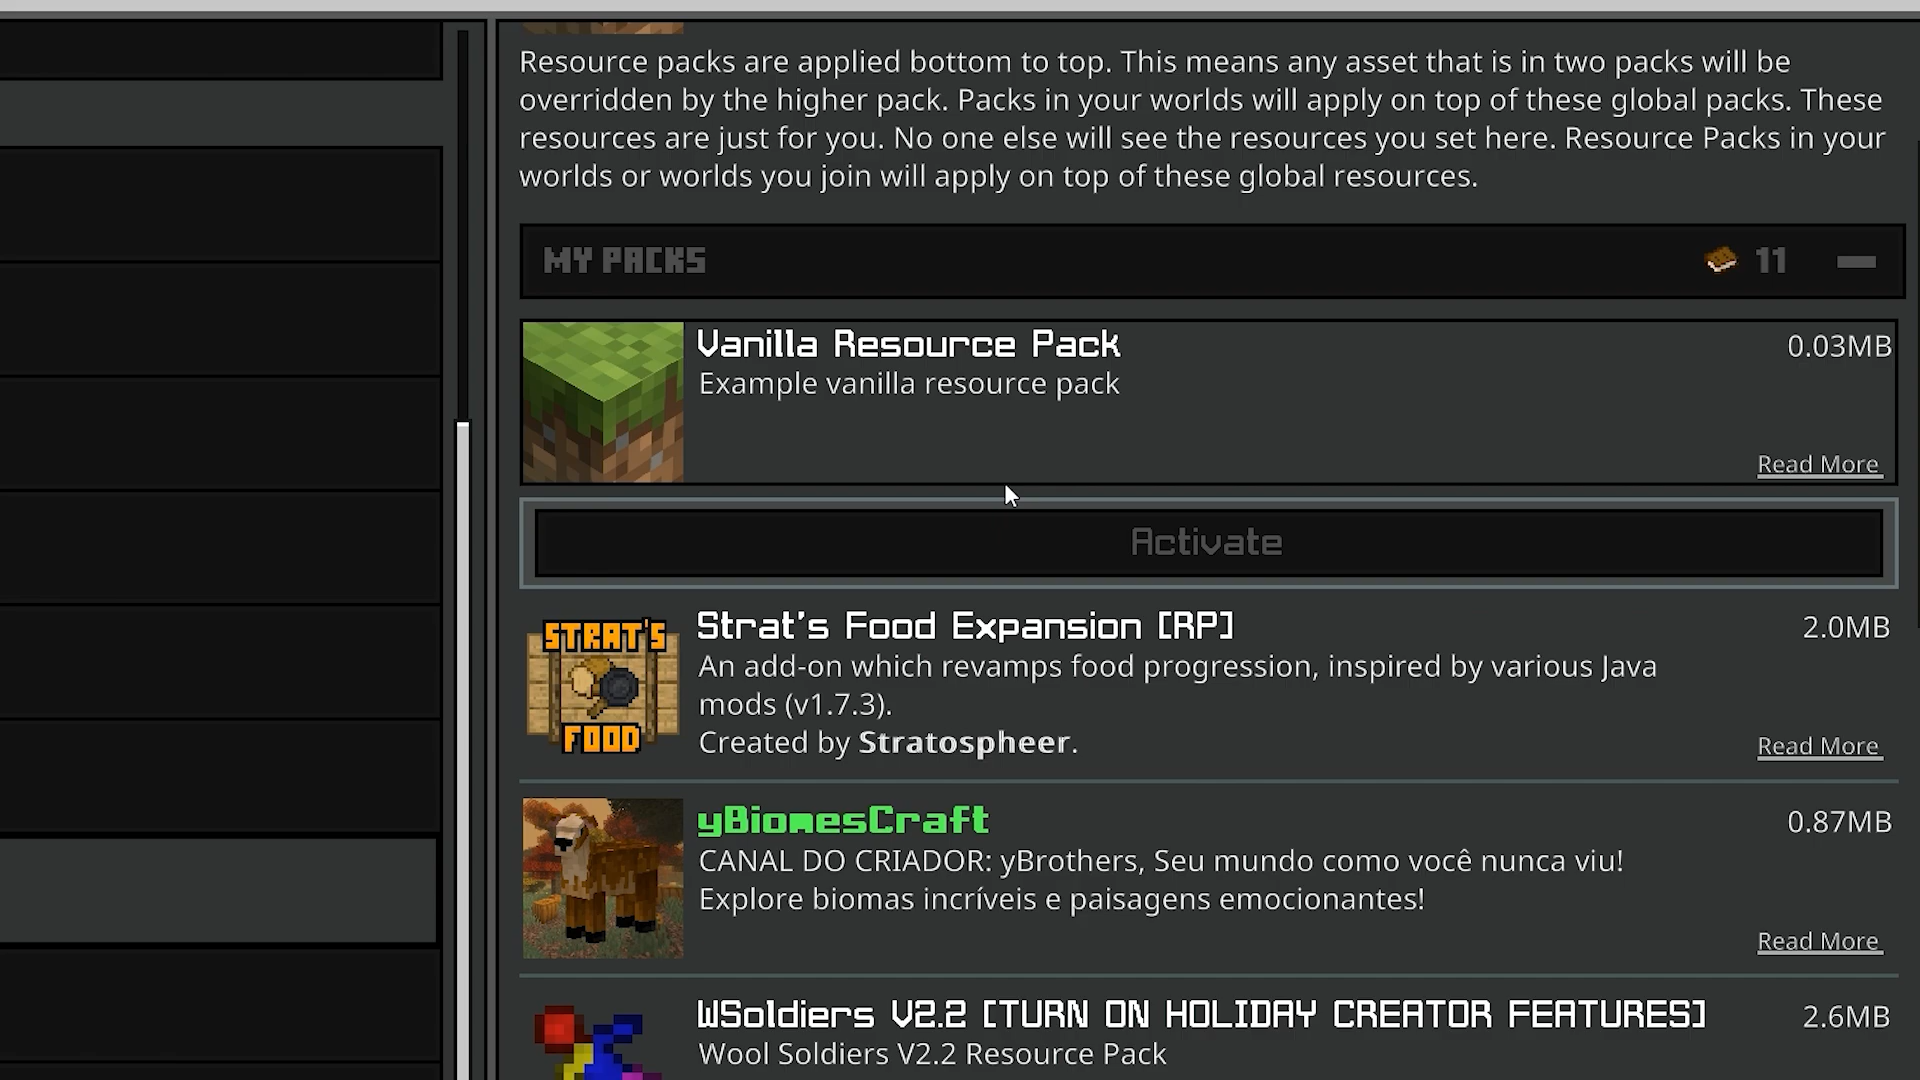 Resource packs are applied bottom to top. This means any asset that is in two packs will be
overridden by the higher pack. Packs in your worlds will apply on top of these global packs. These
resources are just for you. No one else will see the resources you set here. Resource Packs in your
worlds or worlds you join will apply on top of these global resources.
MY PACKS 11
Vanilla Resource Pack 0.03MB
Example vanilla resource pack
Read More
Activate
STRAT'S
FOOD
Strat's Food Expansion [RP] 2.0MB
An add-on which revamps food progression, inspired by various Java
mods (v1.7.3).
Created by Stratospheer.
Read More
yBiomesCraft 0.87MB
CANAL DO CRIADOR: yBrothers, Seu mundo como você nunca viu!
Explore biomas incríveis e paisagens emocionantes!
Read More
WSoldiers V2.2 [TURN ON HOLIDAY CREATOR FEATURES] 2.6MB
Wool Soldiers V2.2 Resource Pack